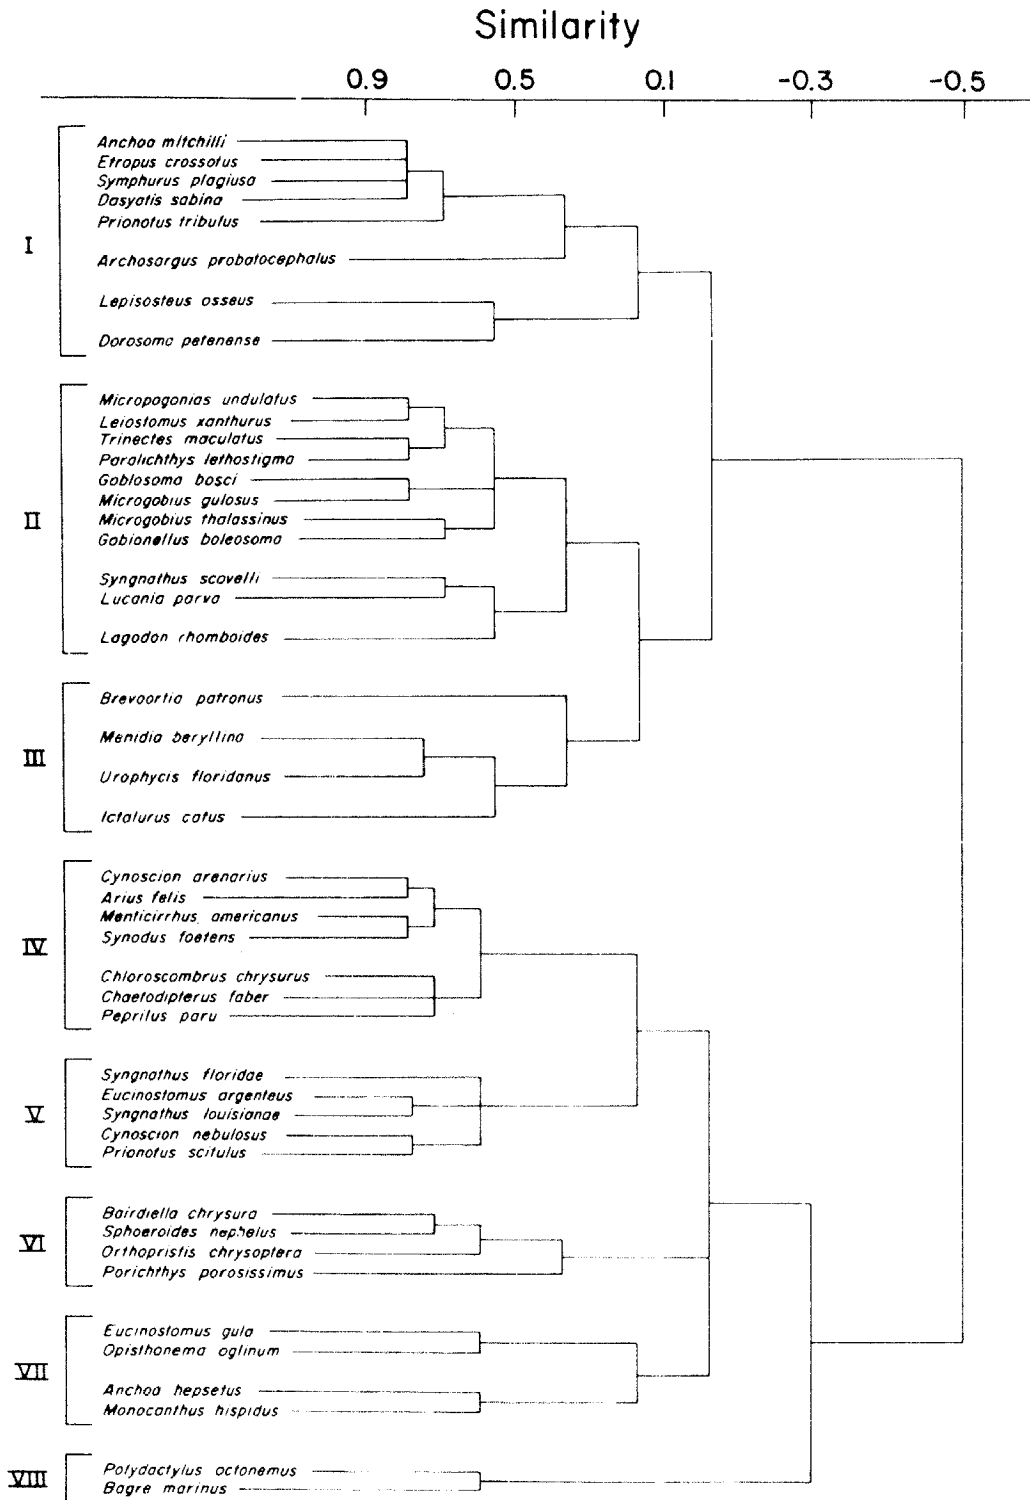 Similarity
0.9 0.5 0.1 -0.3 -0.5
I
Anchoa mitchilli
Etropus crossotus
Symphurus plagiusa
Dasyatis sabina
Prionotus tribulus
Archosargus probatocephalus
Lepisosteus osseus
Dorosoma petenense
II
Micropogonias undulatus
Leiostomus xanthurus
Trinectes maculatus
Paralichthys lethostigma
Goblosoma bosci
Microgobius gulosus
Microgobius thalassinus
Gobionellus boleosoma
Syngnathus scovelli
Lucania parva
Lagodon rhomboides
III
Brevoortia patronus
Menidia beryllina
Urophycis floridanus
Ictalurus catus
IV
Cynoscion arenarius
Arius felis
Menticirrhus americanus
Synodus foetens
Chloroscombrus chrysurus
Chaetodipterus faber
Peprilus paru
V
Syngnathus floridae
Eucinostomus argenteus
Syngnathus louisianae
Cynoscion nebulosus
Prionotus scitulus
VI
Bairdiella chrysura
Sphoeroides nephelus
Orthopristis chrysoptera
Porichthys porosissimus
VII
Eucinostomus gula
Opisthonema oglinum
Anchoa hepsetus
Monocanthus hispidus
VIII
Polydactylus octonemus
Bagre marinus